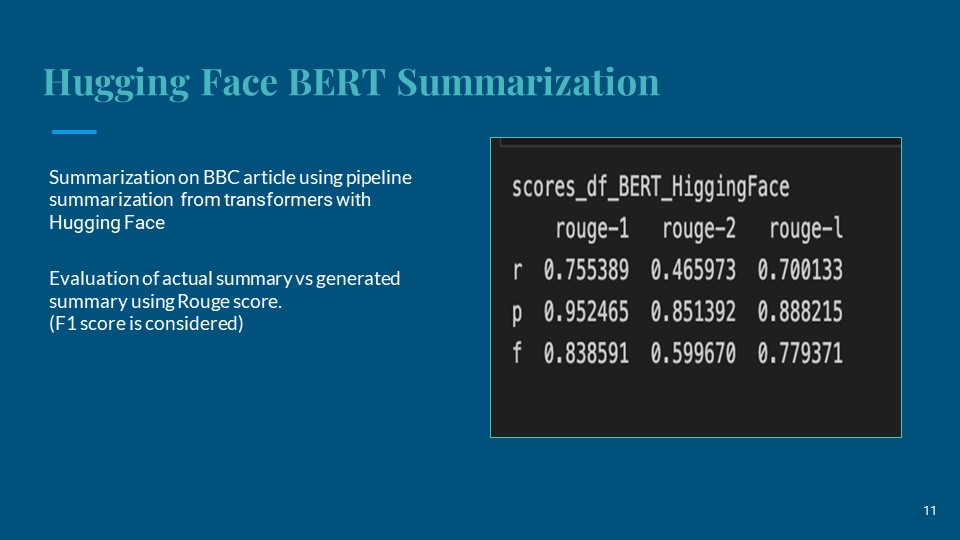 Hugging Face BERT Summarization
Summarization on BBC article using pipeline
summarization from transformers with
Hugging Face
Evaluation of actual summary vs generated
summary using Rouge score.
(F1 score is considered)
scores_df_BERT_HiggingFace
rouge-1 rouge-2 rouge-l
r 0.755389 0.465973 0.700133
p 0.952465 0.851392 0.888215
f 0.838591 0.599670 0.779371
11